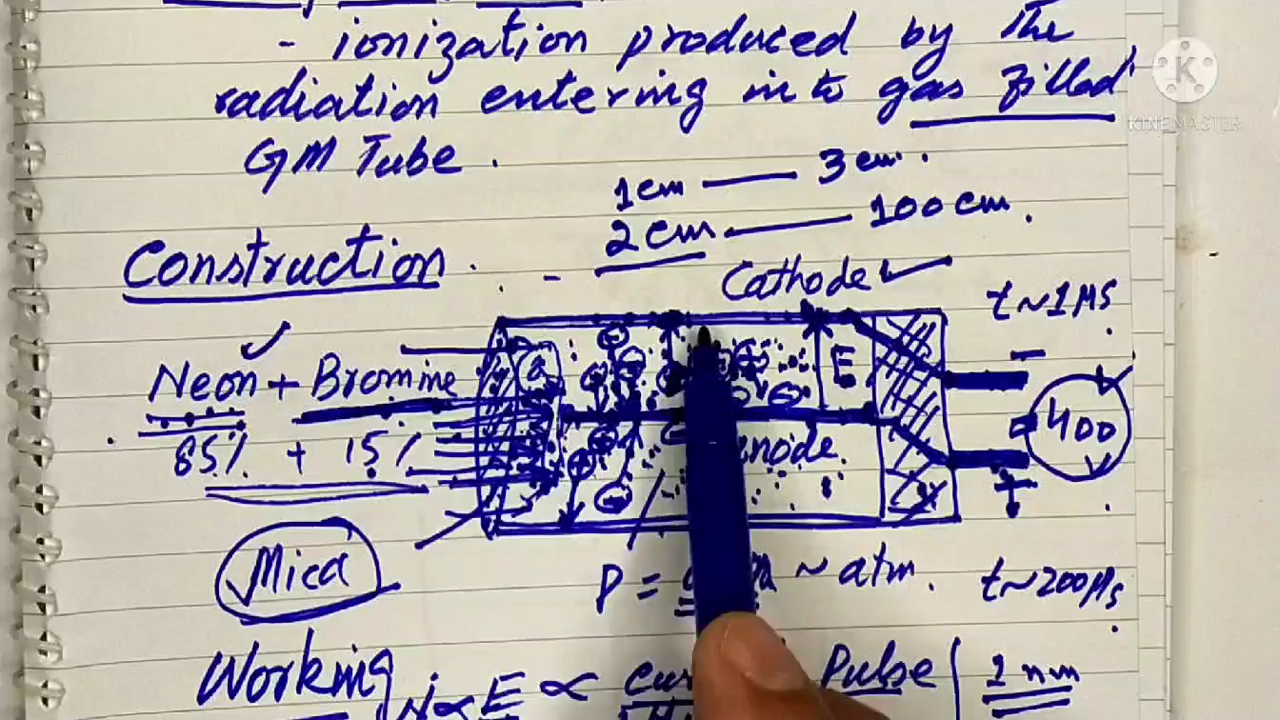 - ionization produced by the
radiation entering into gas filled
GM Tube.
1cm — 3cm.
2cm — 100cm.
Construction. -
Cathode ✓
t~1μs
Neon + Bromine
85% + 15%
a
E
-
400
+
Mica
P = ~ atm.
t~200μs
Working
E ∝
Pulse
KINEMASTER